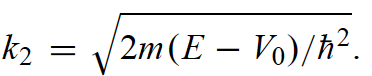 k₂ = √(2m(E − V₀)/ℏ²).